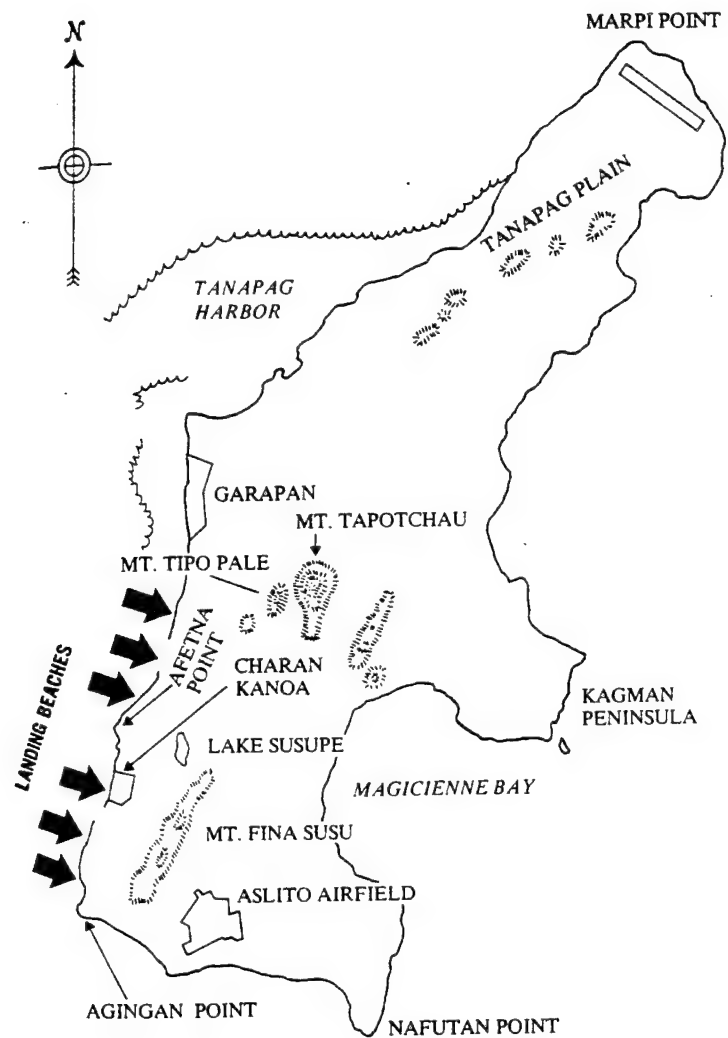 MARPI POINT
N
TANAPAG PLAIN
TANAPAG
HARBOR
GARAPAN
MT. TAPOTCHAU
MT. TIPO PALE
AFETNA
POINT
CHARAN
KANOA
KAGMAN
PENINSULA
LANDING BEACHES
LAKE SUSUPE
MAGICIENNE BAY
MT. FINA SUSU
ASLITO AIRFIELD
AGINGAN POINT
NAFUTAN POINT